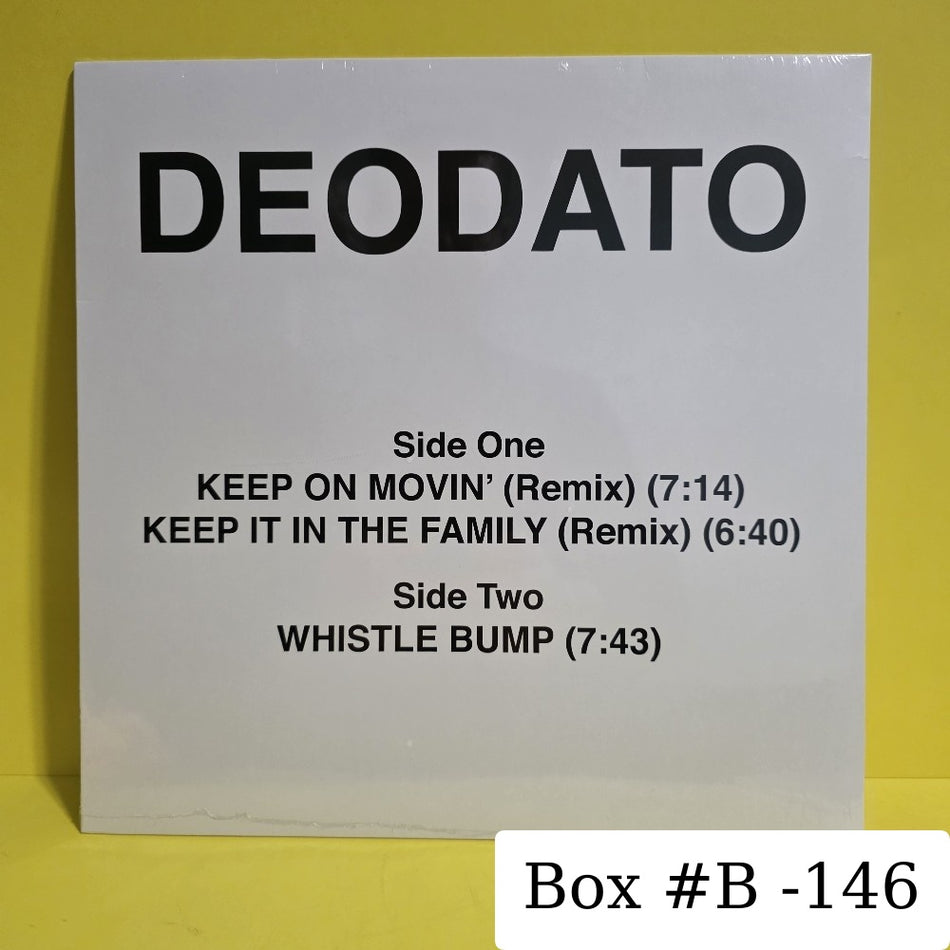 DEODATO
Side One
KEEP ON MOVIN’ (Remix) (7:14)
KEEP IT IN THE FAMILY (Remix) (6:40)
Side Two
WHISTLE BUMP (7:43)
Box #B -146